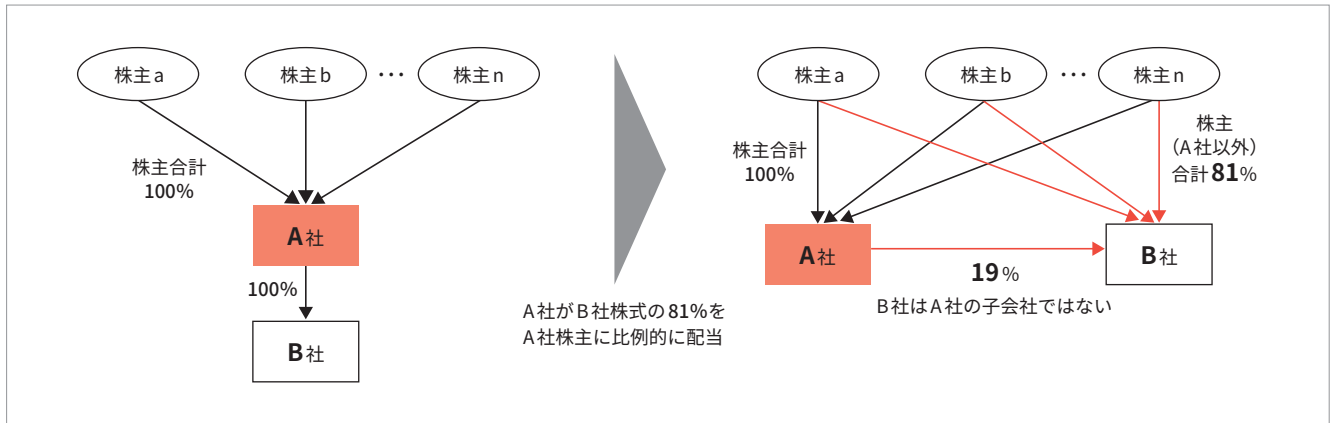 株主a
株主b
…
株主n
株主合計
100%
A社
100%
B社
A社がB社株式の81%を
A社株主に比例的に配当
株主a
株主b
…
株主n
株主合計
100%
株主
（A社以外）
合計81%
A社
19%
B社
B社はA社の子会社ではない